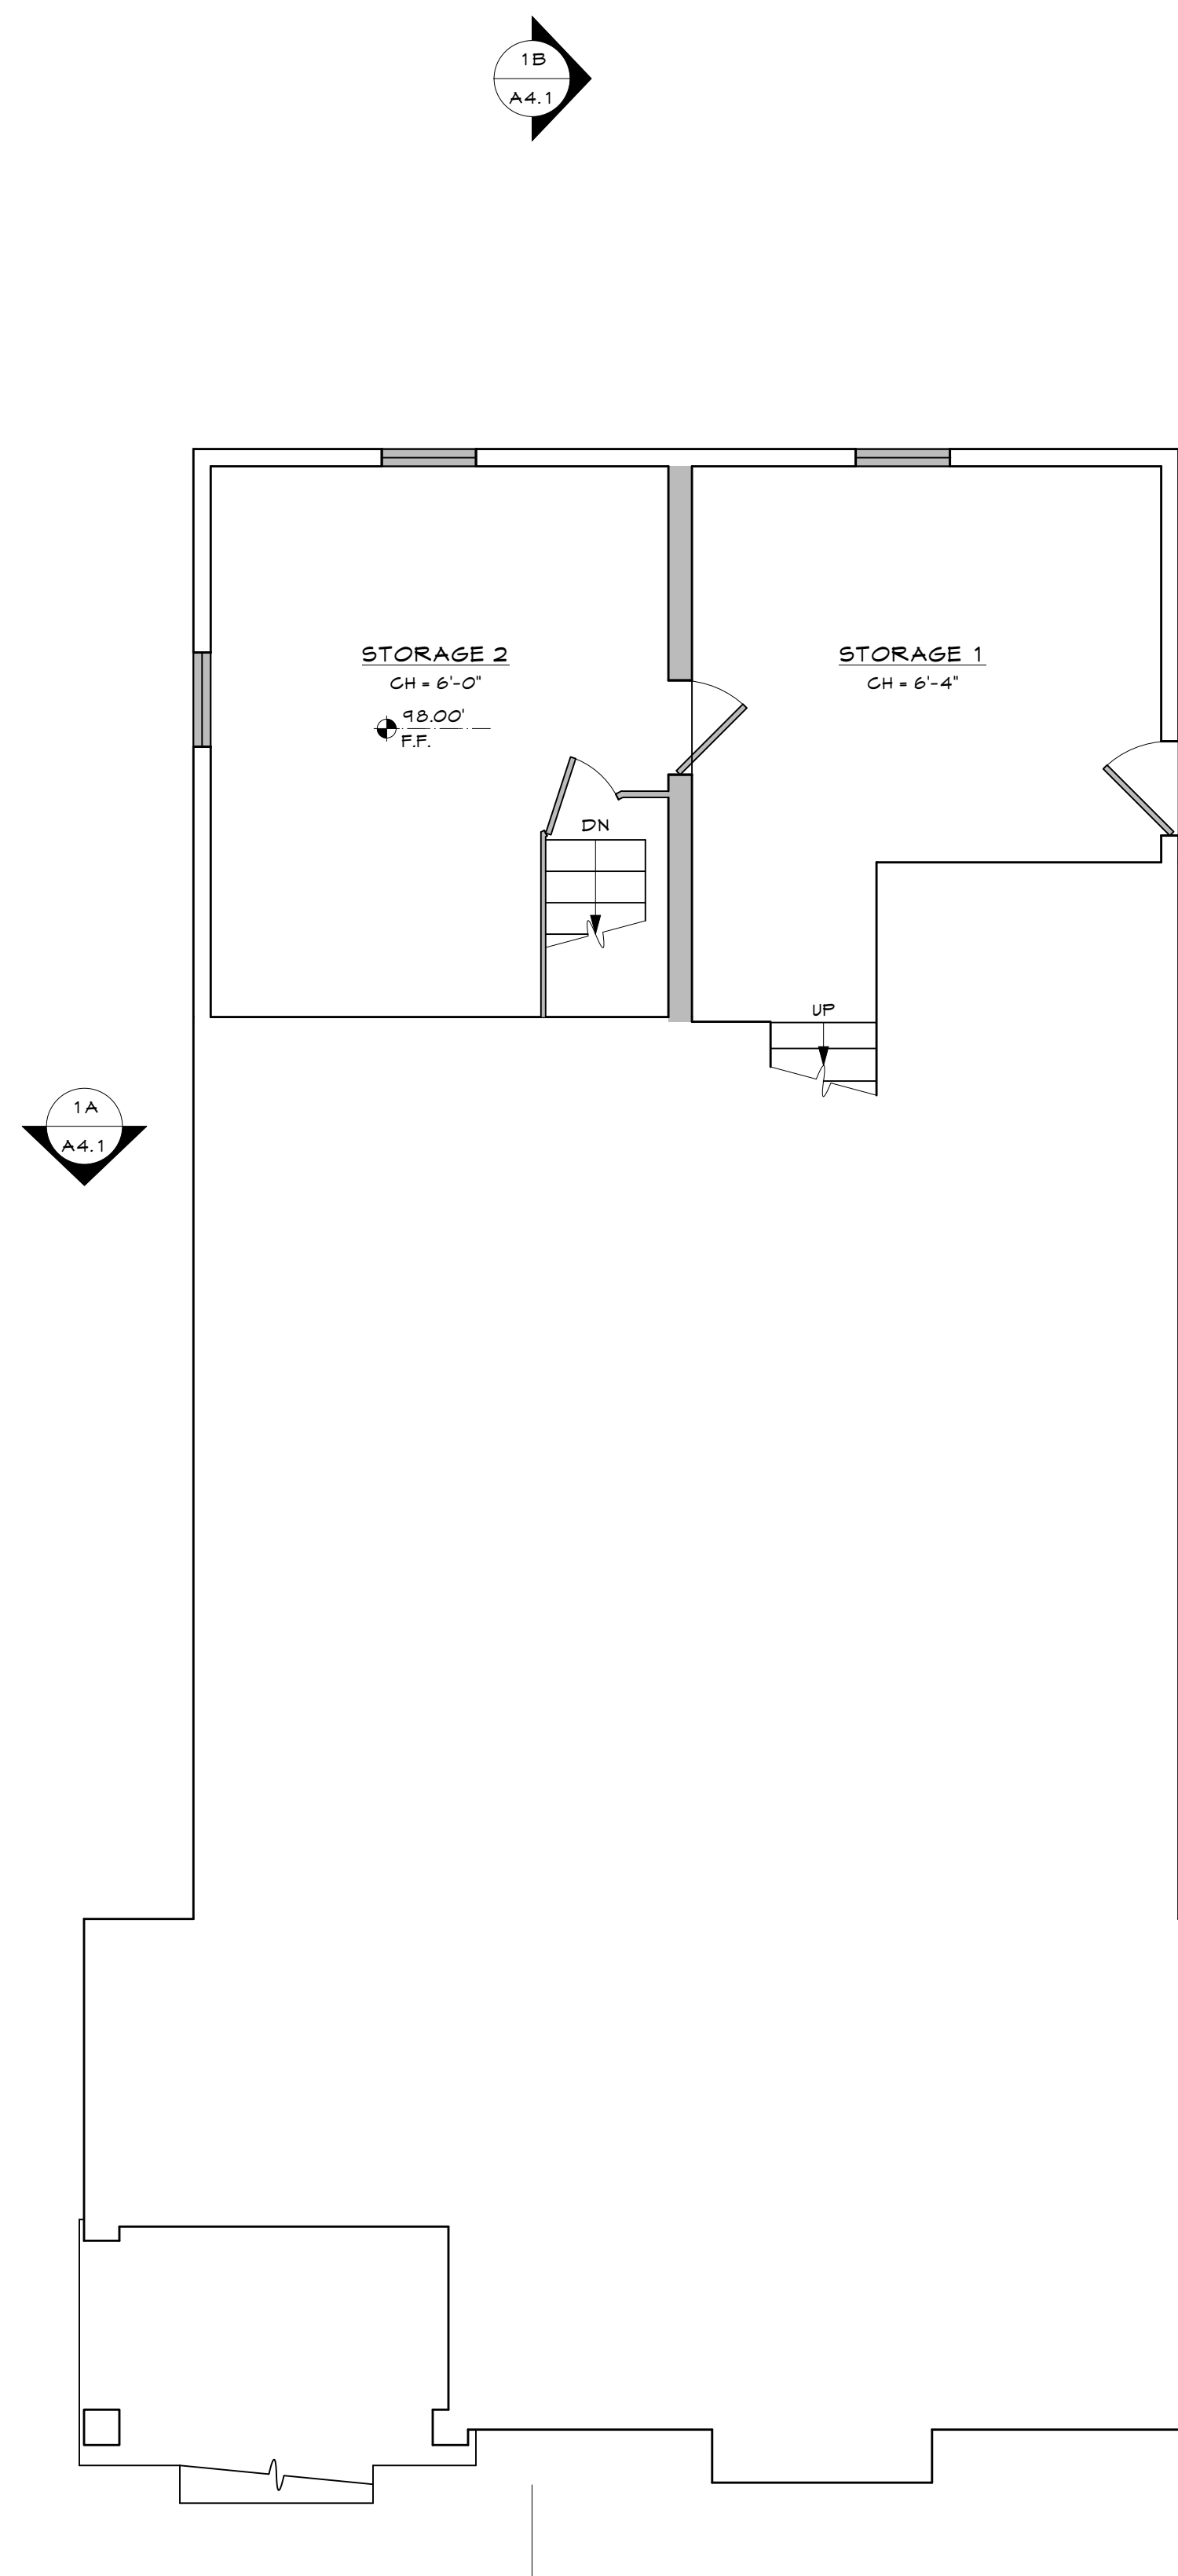 1B
A4.1
STORAGE 2
CH = 6'-0"
98.00'
F.F.
STORAGE 1
CH = 6'-4"
DN
UP
1A
A4.1